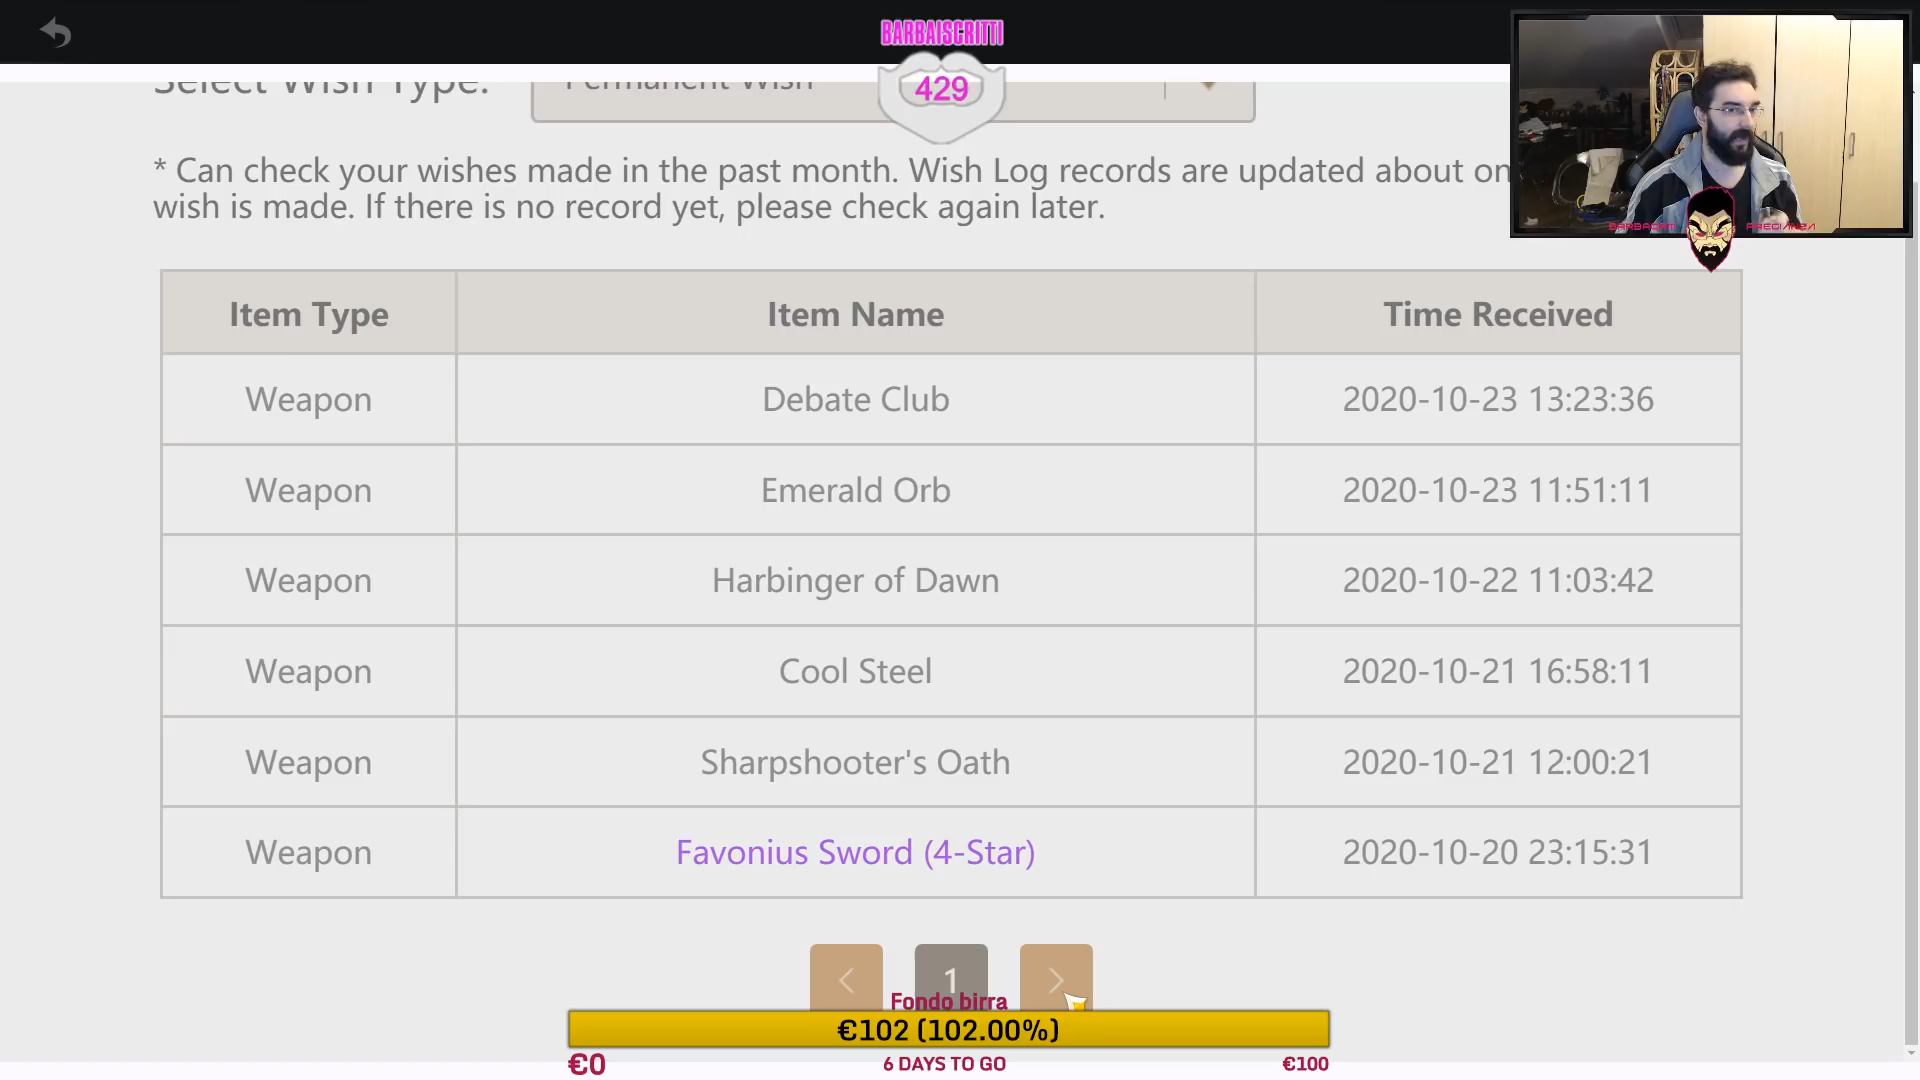 BARBAISCRITTI
429
Select Wish Type:
Permanent Wish
* Can check your wishes made in the past month. Wish Log records are updated about on
wish is made. If there is no record yet, please check again later.
Item Type Item Name Time Received
Weapon Debate Club 2020-10-23 13:23:36
Weapon Emerald Orb 2020-10-23 11:51:11
Weapon Harbinger of Dawn 2020-10-22 11:03:42
Weapon Cool Steel 2020-10-21 16:58:11
Weapon Sharpshooter's Oath 2020-10-21 12:00:21
Weapon Favonius Sword (4-Star) 2020-10-20 23:15:31
< 1 >
Fondo birra
€102 (102.00%)
€0 6 DAYS TO GO €100